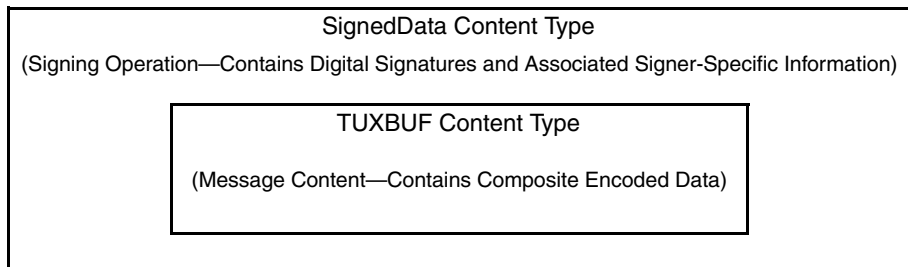 SignedData Content Type
(Signing Operation—Contains Digital Signatures and Associated Signer-Specific Information)
TUXBUF Content Type
(Message Content—Contains Composite Encoded Data)